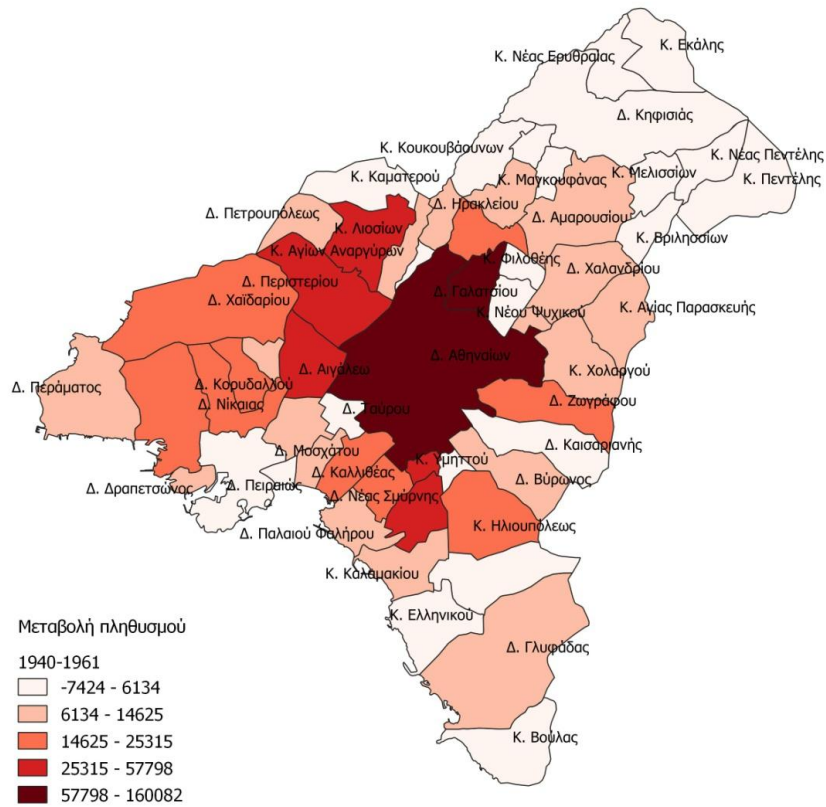 Κ. Εκάλης
Κ. Νέας Ερυθραίας
Δ. Κηφισιάς
Κ. Κουκουβάουνων
Κ. Νέας Πεντέλης
Κ. Καματερού
Κ. Μαγκουφάνας
Κ. Μελισσίων
Κ. Πεντέλης
Δ. Ηρακλείου
Δ. Πετρουπόλεως
Δ. Αμαρουσίου
Κ. Λιοσίων
Κ. Βριλησσίων
Κ. Αγίων Αναργύρων
Κ. Φιλοθέης
Δ. Χαλανδρίου
Δ. Περιστερίου
Δ. Γαλατσίου
Δ. Χαϊδαρίου
Κ. Αγίας Παρασκευής
Κ. Νέου Ψυχικού
Δ. Αθηναίων
Δ. Αιγάλεω
Κ. Χολαργού
Δ. Περάματος
Δ. Κορυδαλλού
Δ. Νίκαιας
Δ. Ζωγράφου
Δ. Ταύρου
Δ. Καισαριανής
Δ. Μοσχάτου
Κ. Υμηττού
Δ. Καλλιθέας
Δ. Βύρωνος
Δ. Δραπετσώνος
Δ. Πειραιώς
Δ. Νέας Σμύρνης
Κ. Ηλιουπόλεως
Δ. Παλαιού Φαλήρου
Κ. Καλαμακίου
Κ. Ελληνικού
Δ. Γλυφάδας
Κ. Βούλας
Μεταβολή πληθυσμού
1940-1961
-7424 - 6134
6134 - 14625
14625 - 25315
25315 - 57798
57798 - 160082